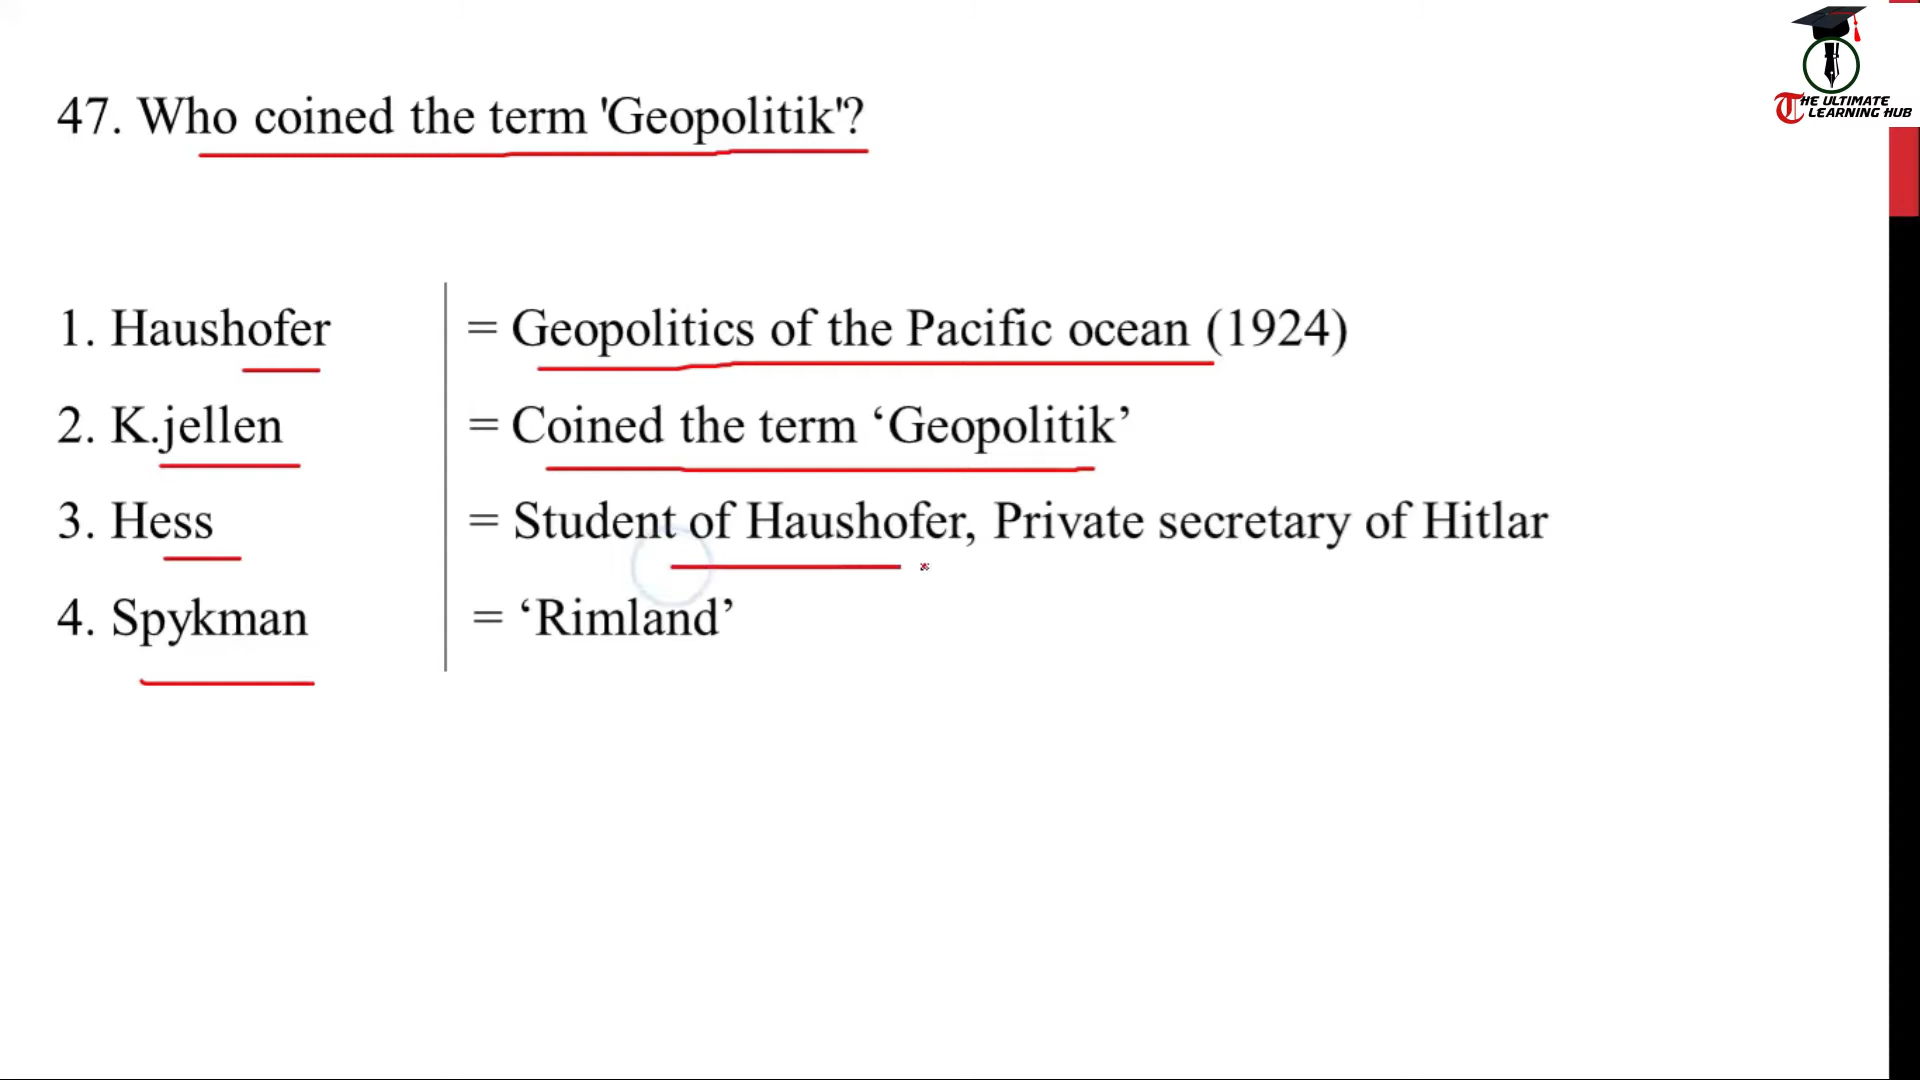 THE ULTIMATE
LEARNING HUB
47. Who coined the term 'Geopolitik'?
1. Haushofer = Geopolitics of the Pacific ocean (1924)
2. K.jellen = Coined the term ‘Geopolitik’
3. Hess = Student of Haushofer, Private secretary of Hitlar
4. Spykman = ‘Rimland’